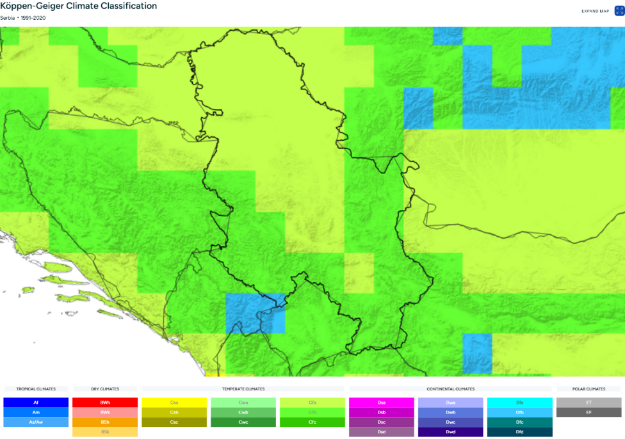 Köppen-Geiger Climate Classification
Serbia • 1991-2020
EXPAND MAP
TROPICAL CLIMATES
DRY CLIMATES
TEMPERATE CLIMATES
CONTINENTAL CLIMATES
POLAR CLIMATES
Af
BWh
Csa
Cwa
Cfa
Dsa
Dwa
Dfa
ET
Am
BWk
Csb
Cwb
Cfb
Dsb
Dwb
Dfb
EF
As/Aw
BSh
Csc
Cwc
Cfc
Dsc
Dwc
Dfc
BSk
Dsd
Dwd
Dfd